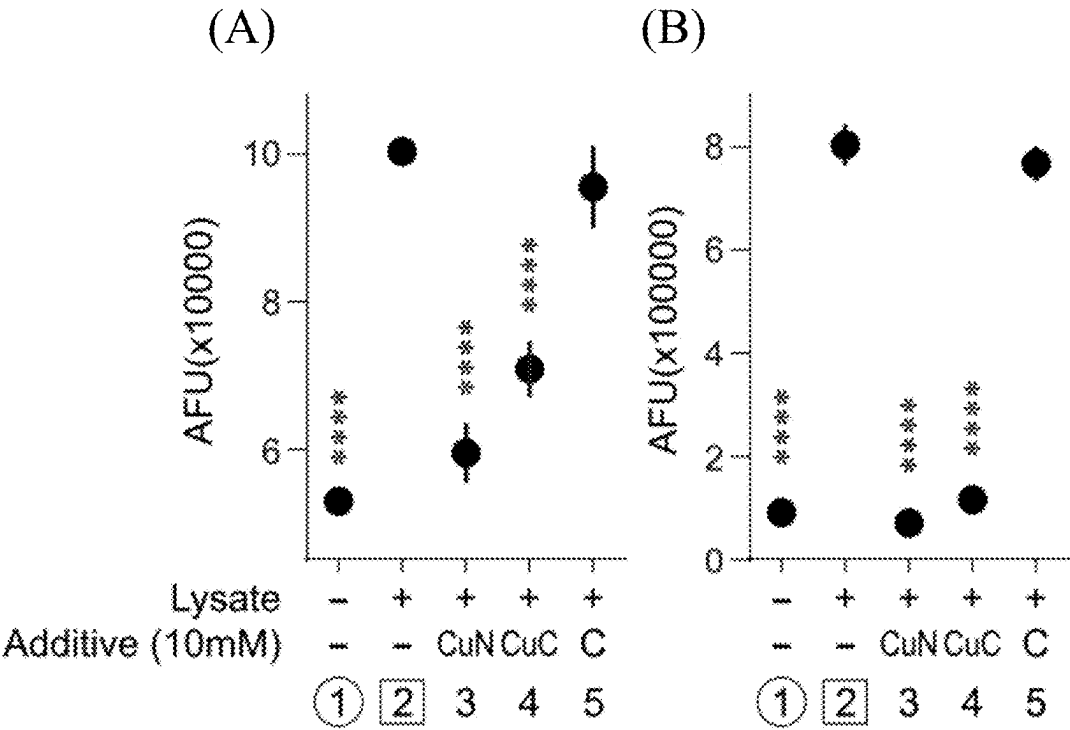 (A) (B)
10
8
6
AFU(x10000)
****
****
****
8
6
4
2
0
AFU(x100000)
****
****
****
Lysate – + + + + – + + + +
Additive (10mM) – – CuN CuC C – – CuN CuC C
1 2 3 4 5 1 2 3 4 5